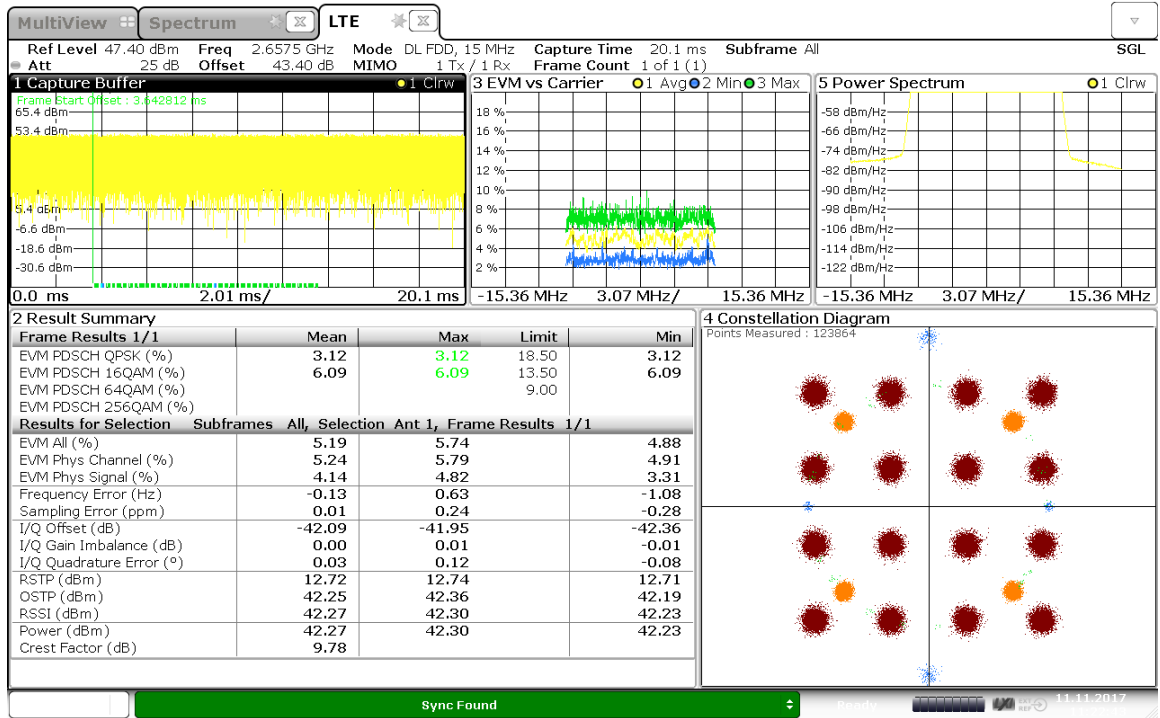 MultiView Spectrum LTE
Ref Level 47.40 dBm Freq 2.6575 GHz Mode DL FDD, 15 MHz Capture Time 20.1 ms Subframe All SGL
Att 25 dB Offset 43.40 dB MIMO 1 Tx / 1 Rx Frame Count 1 of 1 (1)
1 Capture Buffer 1 Clrw
Frame Start Offset : 3.642812 ms
65.4 dBm
53.4 dBm
5.4 dBm
-6.6 dBm
-18.6 dBm
-30.6 dBm
0.0 ms 2.01 ms/ 20.1 ms
3 EVM vs Carrier 1 Avg 2 Min 3 Max
18 %
16 %
14 %
12 %
10 %
8 %
6 %
4 %
2 %
-15.36 MHz 3.07 MHz/ 15.36 MHz
5 Power Spectrum 1 Clrw
-58 dBm/Hz
-66 dBm/Hz
-74 dBm/Hz
-82 dBm/Hz
-90 dBm/Hz
-98 dBm/Hz
-106 dBm/Hz
-114 dBm/Hz
-122 dBm/Hz
-15.36 MHz 3.07 MHz/ 15.36 MHz
2 Result Summary
Frame Results 1/1 Mean Max Limit Min
EVM PDSCH QPSK (%) 3.12 3.12 18.50 3.12
EVM PDSCH 16QAM (%) 6.09 6.09 13.50 6.09
EVM PDSCH 64QAM (%) 9.00
EVM PDSCH 256QAM (%)
Results for Selection Subframes All, Selection Ant 1, Frame Results 1/1
EVM All (%) 5.19 5.74 4.88
EVM Phys Channel (%) 5.24 5.79 4.91
EVM Phys Signal (%) 4.14 4.82 3.31
Frequency Error (Hz) -0.13 0.63 -1.08
Sampling Error (ppm) 0.01 0.24 -0.28
I/Q Offset (dB) -42.09 -41.95 -42.36
I/Q Gain Imbalance (dB) 0.00 0.01 -0.01
I/Q Quadrature Error (°) 0.03 0.12 -0.08
RSTP (dBm) 12.72 12.74 12.71
OSTP (dBm) 42.25 42.36 42.19
RSSI (dBm) 42.27 42.30 42.23
Power (dBm) 42.27 42.30 42.23
Crest Factor (dB) 9.78
4 Constellation Diagram
Points Measured : 123864
Sync Found
Ready
LXI
11.11.2017